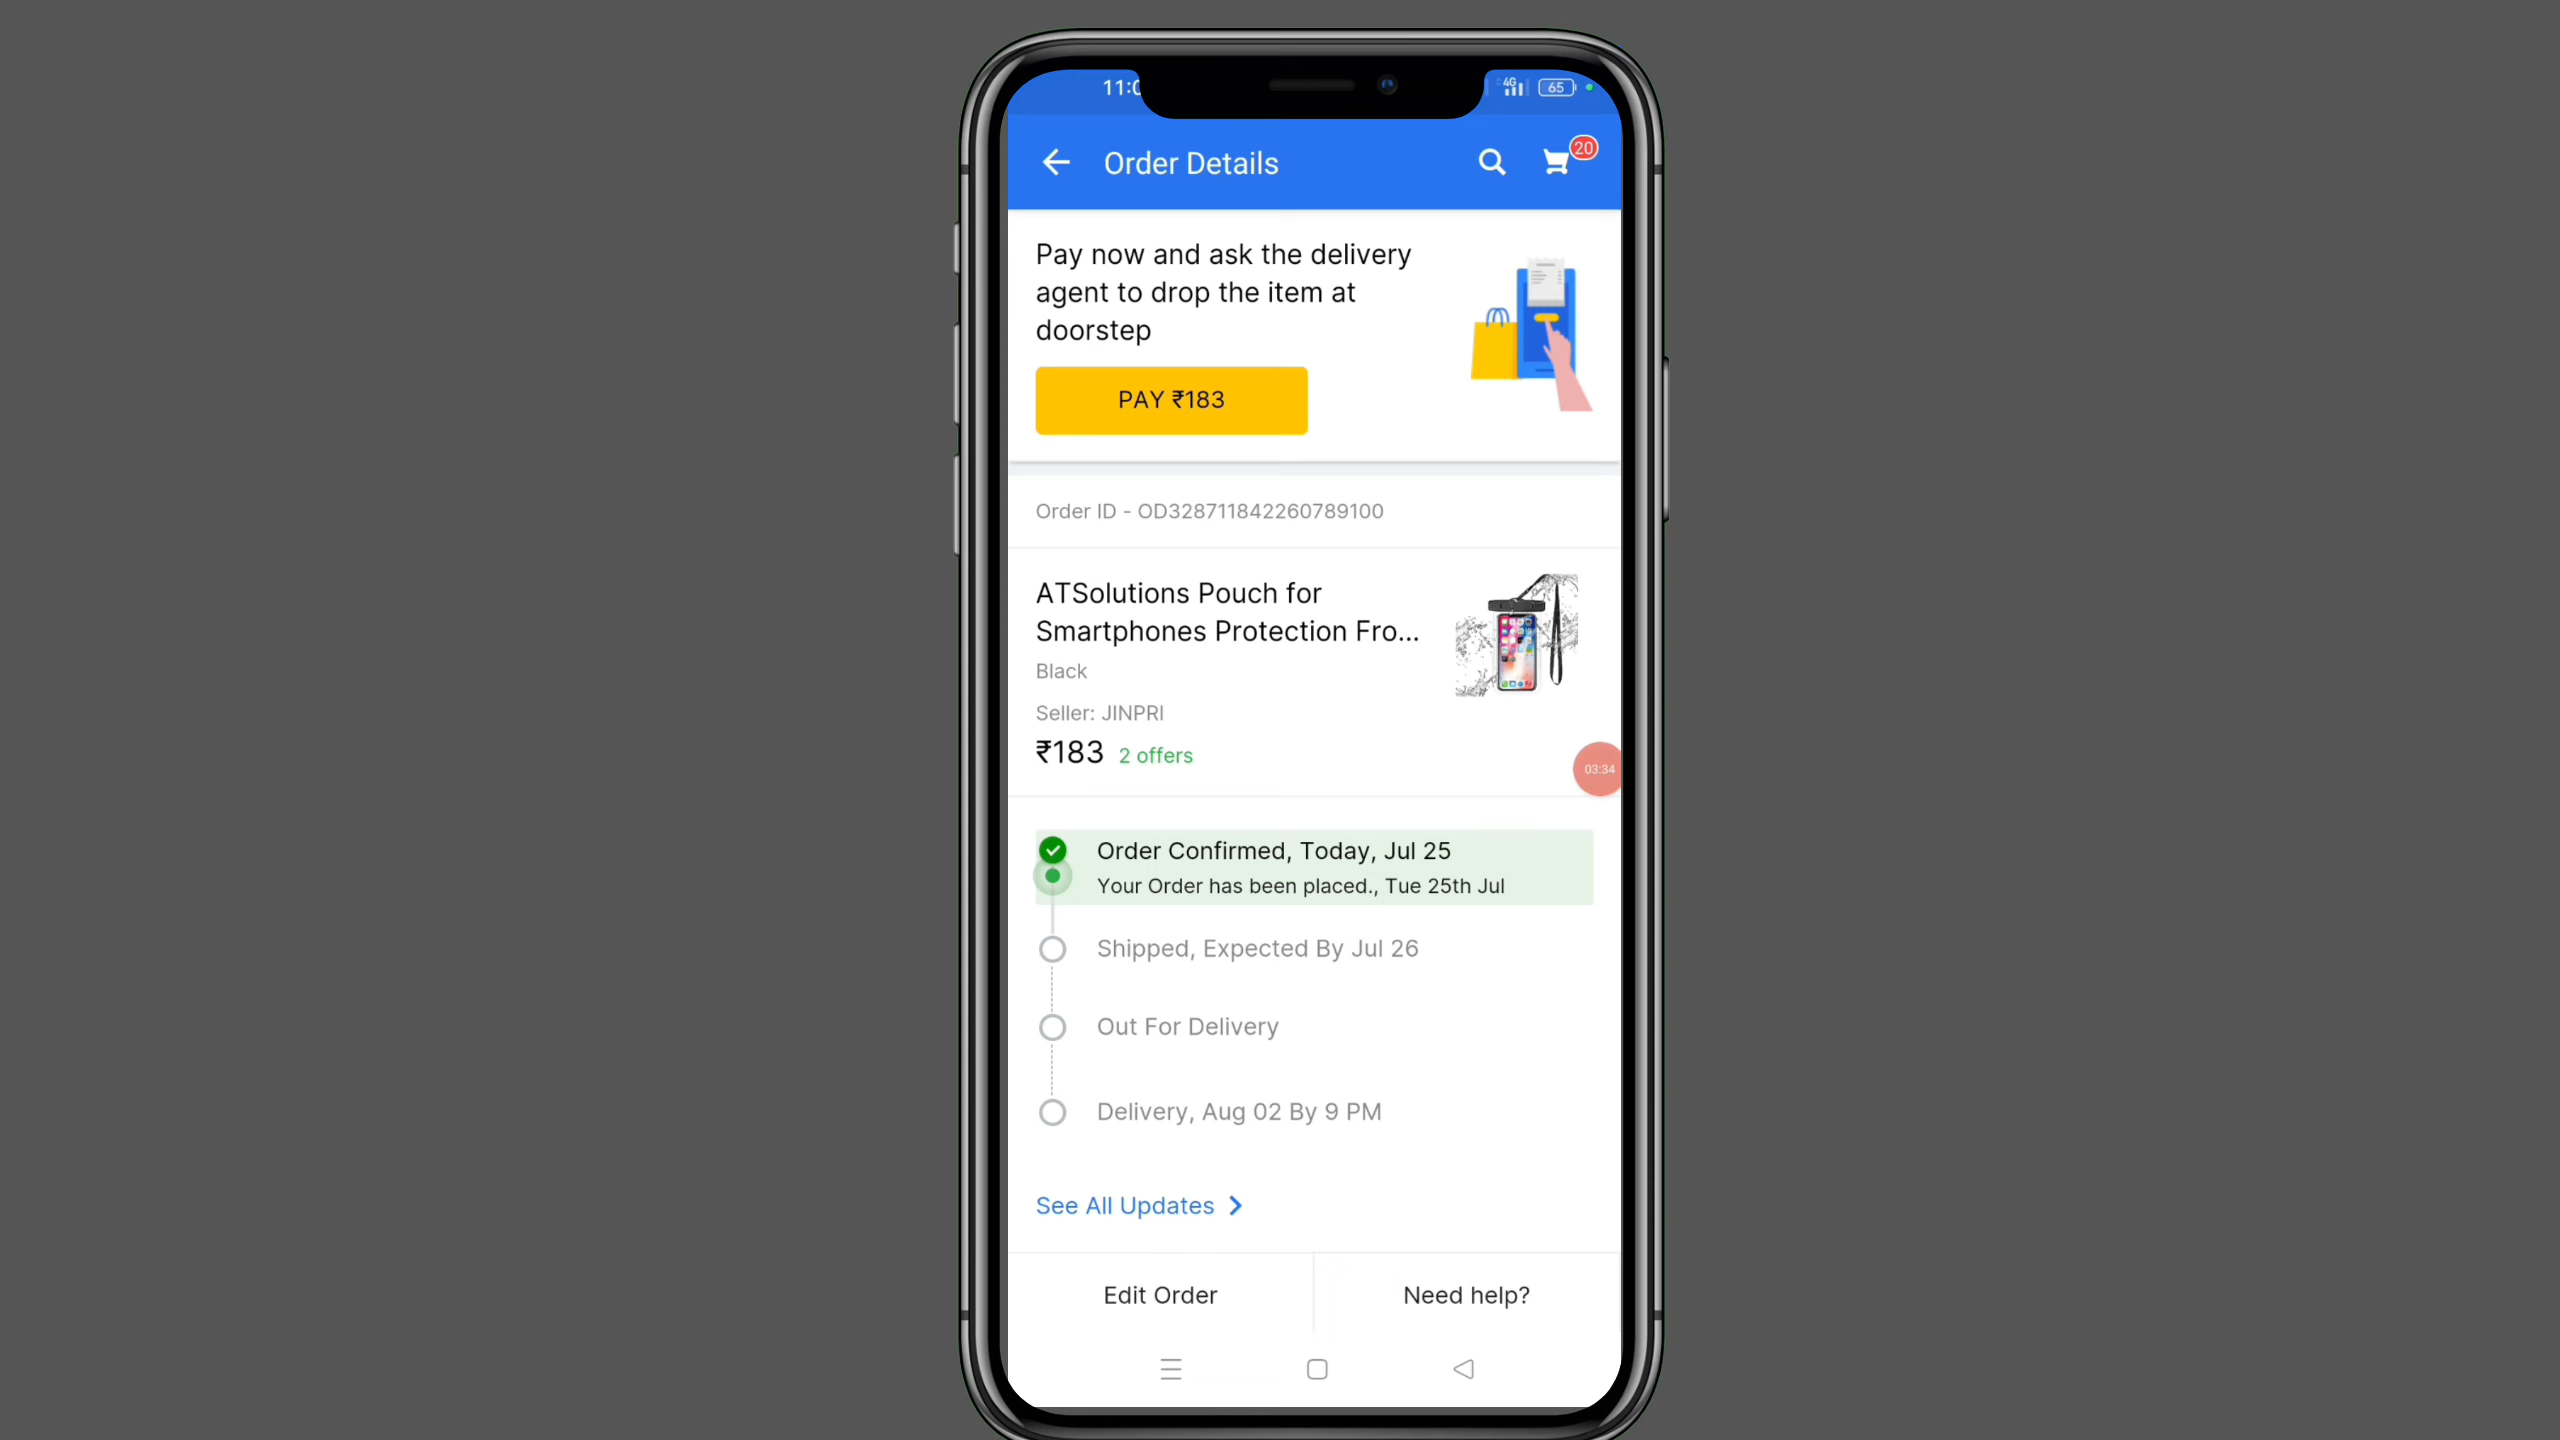 4G
65
Order Details
20
Pay now and ask the delivery
agent to drop the item at
doorstep
PAY ₹183
Order ID - OD328711842260789100
ATSolutions Pouch for
Smartphones Protection Fro...
Black
Seller: JINPRI
₹183 2 offers
03:34
Order Confirmed, Today, Jul 25
Your Order has been placed., Tue 25th Jul
Shipped, Expected By Jul 26
Out For Delivery
Delivery, Aug 02 By 9 PM
See All Updates
Edit Order
Need help?